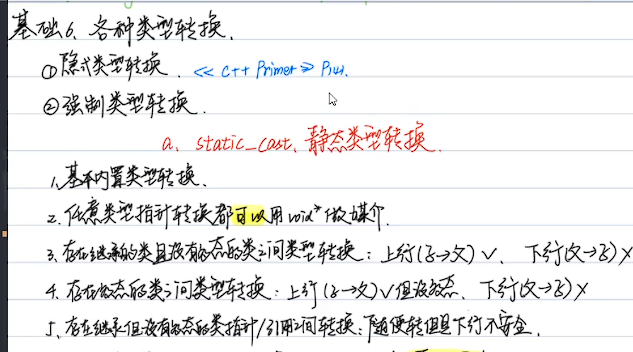 基础6、各种类型转换.
①隐式类型转换. << C++ Primer >> P141.
②强制类型转换.
a、static_cast、静态类型转换.
1、基本内置类型转换.
2、任意类型指针转换都可以用void*做媒介.
3、存在继承的类且没有多态的类之间类型转换：上行(子→父)√、下行(父→子)×
4、存在多态的类之间类型转换：上行(子→父)√但没多态、下行(父→子)×
5、存在继承但没有多态的类指针/引用之间转换：随便转但是下行不安全.